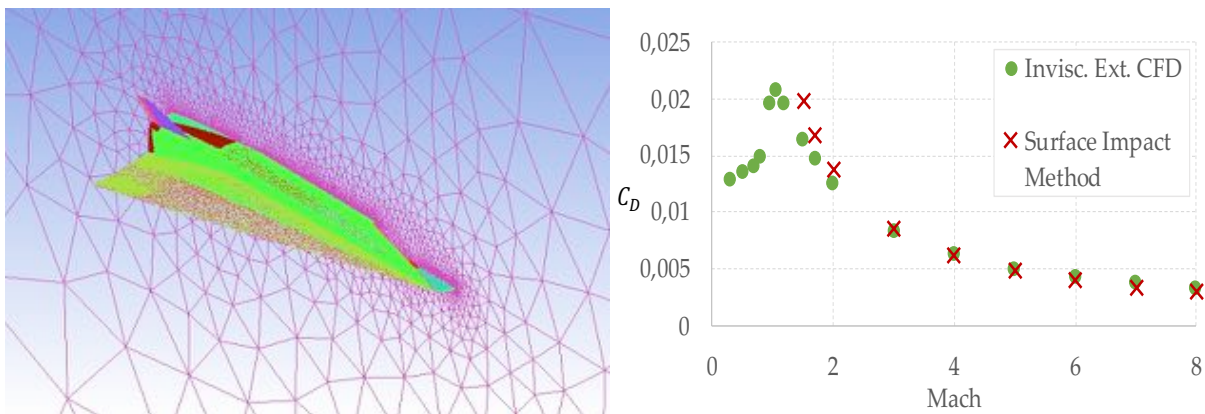 0,025
0,02
0,015
0,01
0,005
0
C_D
Invisc. Ext. CFD
Surface Impact
Method
0 2 4 6 8
Mach